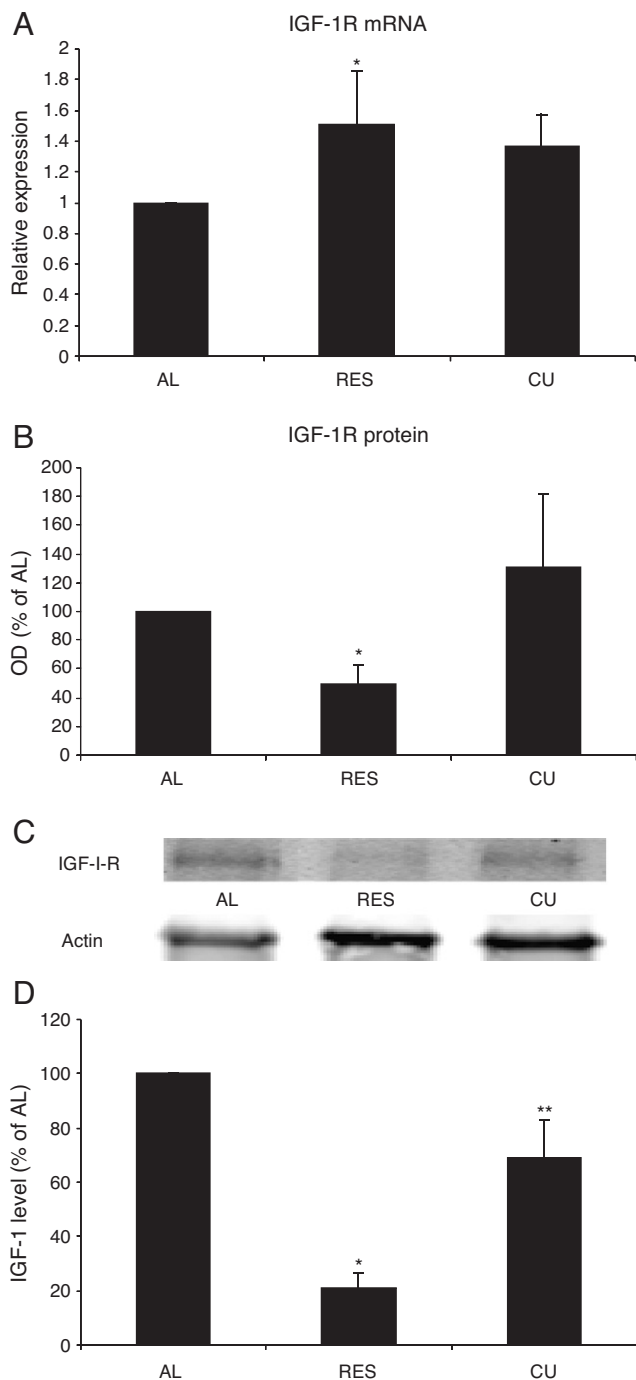 A
IGF-1R mRNA
2
1.8
1.6
1.4
1.2
1
0.8
0.6
0.4
0.2
0
Relative expression
*
AL RES CU
B
IGF-1R protein
200
180
160
140
120
100
80
60
40
20
0
OD (% of AL)
*
AL RES CU
C
IGF-I-R
AL RES CU
Actin
D
120
100
80
60
40
20
0
IGF-1 level (% of AL)
*
**
AL RES CU